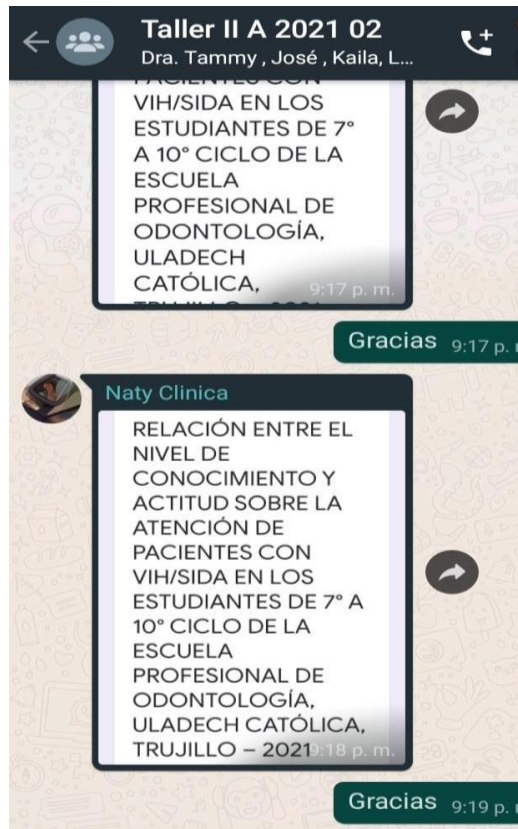 Taller II A 2021 02
Dra. Tammy , José , Kaila, L...
PACIENTES CON
VIH/SIDA EN LOS
ESTUDIANTES DE 7°
A 10° CICLO DE LA
ESCUELA
PROFESIONAL DE
ODONTOLOGÍA,
ULADECH
CATÓLICA,
9:17 p. m.
Gracias 9:17 p.
Naty Clinica
RELACIÓN ENTRE EL
NIVEL DE
CONOCIMIENTO Y
ACTITUD SOBRE LA
ATENCIÓN DE
PACIENTES CON
VIH/SIDA EN LOS
ESTUDIANTES DE 7° A
10° CICLO DE LA
ESCUELA
PROFESIONAL DE
ODONTOLOGÍA,
ULADECH CATÓLICA,
TRUJILLO – 2021
9:18 p. m.
Gracias 9:19 p.